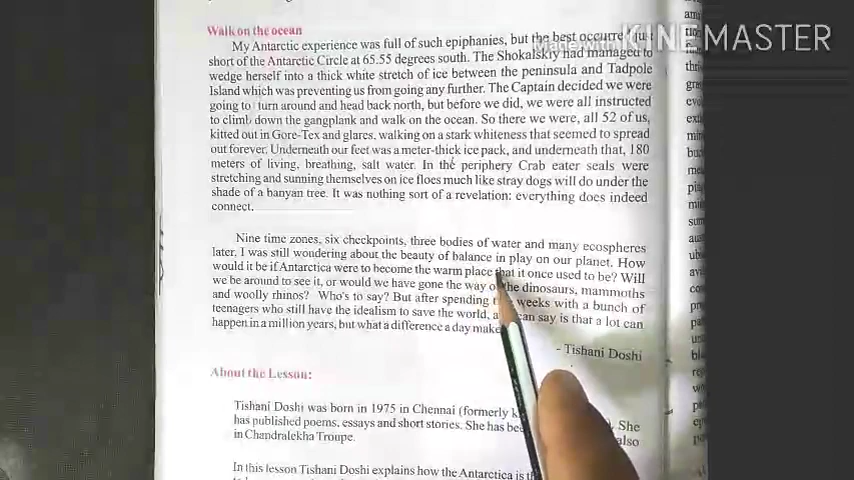 Made with KINEMASTER
Walk on the ocean
My Antarctic experience was full of such epiphanies, but the best occurred just
short of the Antarctic Circle at 65.55 degrees south. The Shokalskiy had managed to
wedge herself into a thick white stretch of ice between the peninsula and Tadpole
Island which was preventing us from going any further. The Captain decided we were
going to turn around and head back north, but before we did, we were all instructed
to climb down the gangplank and walk on the ocean. So there we were, all 52 of us,
kitted out in Gore-Tex and glares, walking on a stark whiteness that seemed to spread
out forever. Underneath our feet was a meter-thick ice pack, and underneath that, 180
meters of living, breathing, salt water. In the periphery Crab eater seals were
stretching and sunning themselves on ice floes much like stray dogs will do under the
shade of a banyan tree. It was nothing sort of a revelation: everything does indeed
connect.
Nine time zones, six checkpoints, three bodies of water and many ecospheres
later, I was still wondering about the beauty of balance in play on our planet. How
would it be if Antarctica were to become the warm place that it once used to be? Will
we be around to see it, or would we have gone the way of the dinosaurs, mammoths
and woolly rhinos? Who's to say? But after spending weeks with a bunch of
teenagers who still have the idealism to save the world, can say is that a lot can
happen in a million years, but what a difference a day make
- Tishani Doshi
About the Lesson:
Tishani Doshi was born in 1975 in Chennai (formerly She
has published poems, essays and short stories. She has also
in Chandralekha Troupe.
In this lesson Tishani Doshi explains how the Antarctica is